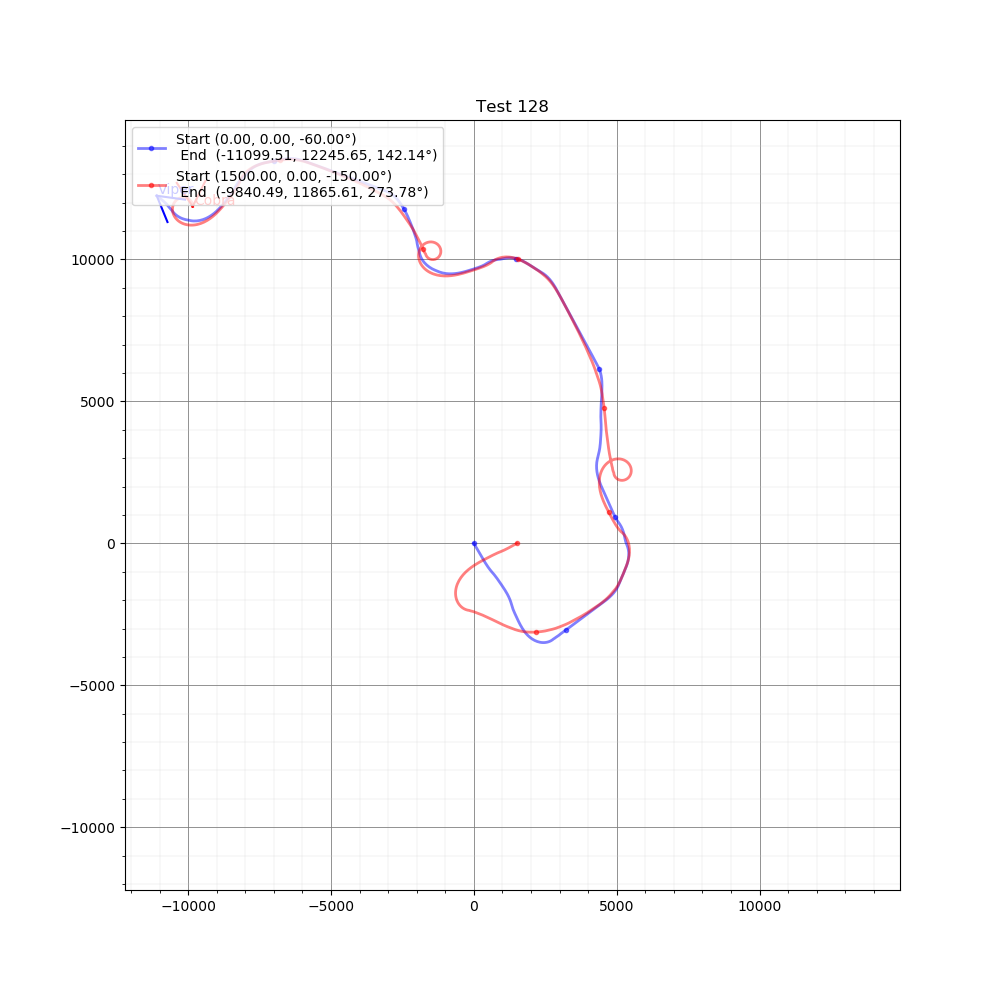 Test 128
Start (0.00, 0.00, -60.00°)
End (-11099.51, 12245.65, 142.14°)
Start (1500.00, 0.00, -150.00°)
End (-9840.49, 11865.61, 273.78°)
10000
5000
0
−5000
−10000
−10000
−5000
0
5000
10000